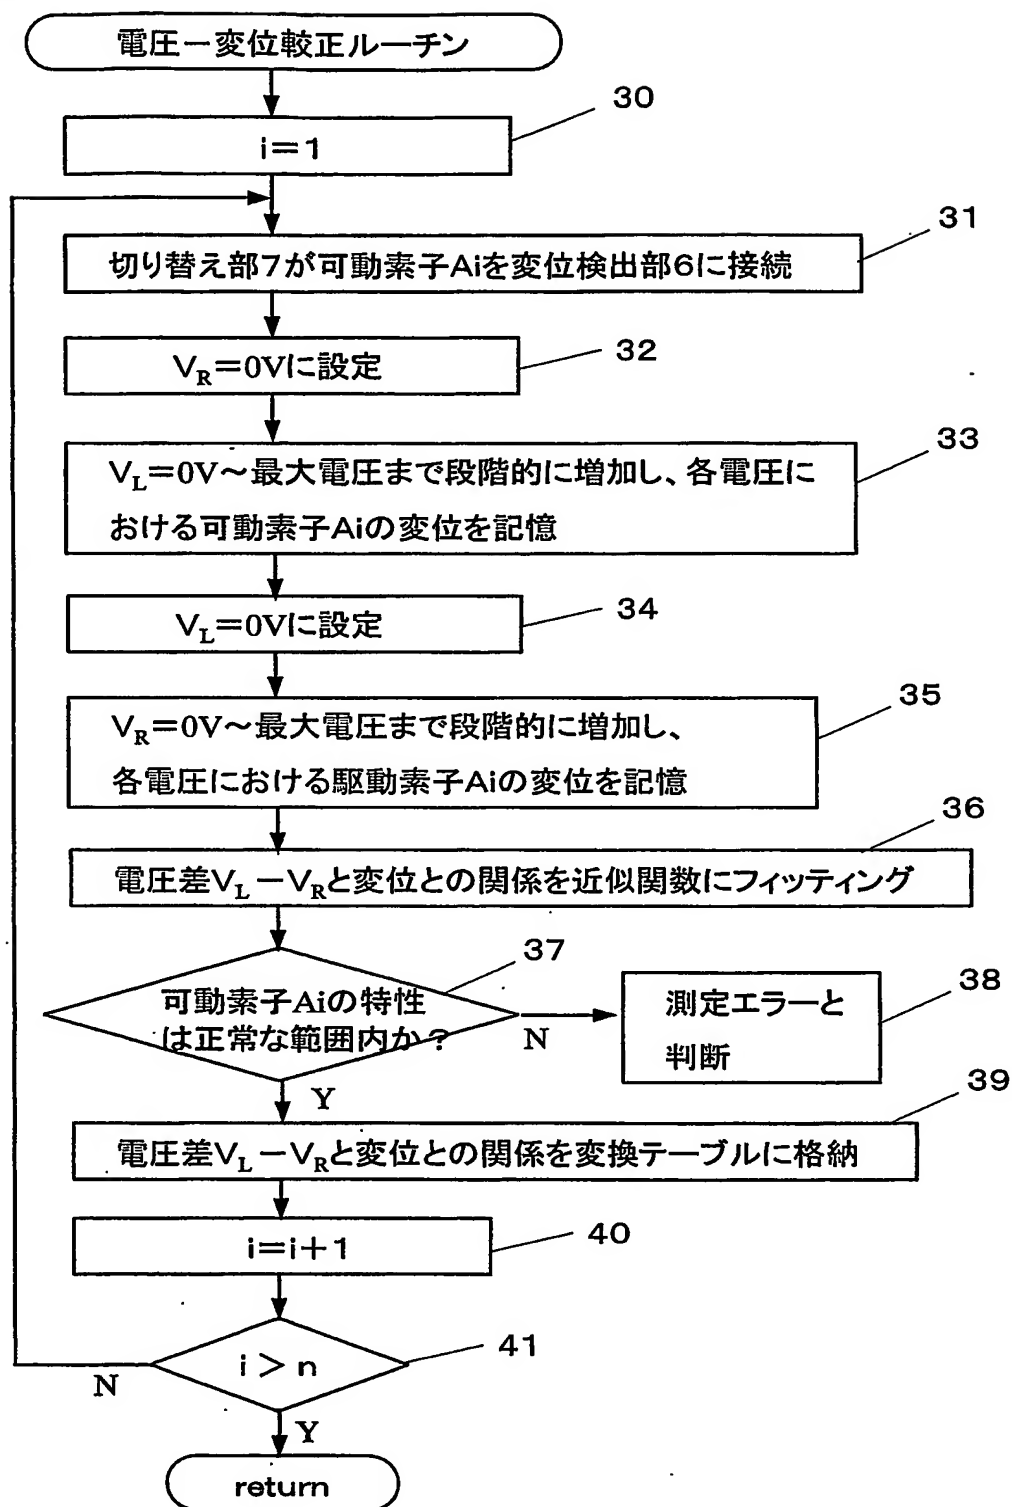 電圧－変位較正ルーチン
30
i＝1
31
切り替え部7が可動素子Aiを変位検出部6に接続
32
VR＝0Vに設定
33
VL＝0V～最大電圧まで段階的に増加し、各電圧に
おける可動素子Aiの変位を記憶
34
VL＝0Vに設定
35
VR＝0V～最大電圧まで段階的に増加し、
各電圧における駆動素子Aiの変位を記憶
36
電圧差VL－VRと変位との関係を近似関数にフィッティング
37
可動素子Aiの特性
は正常な範囲内か？
N
38
測定エラーと
判断
Y
39
電圧差VL－VRと変位との関係を変換テーブルに格納
40
i＝i＋1
41
i＞n
N
Y
return